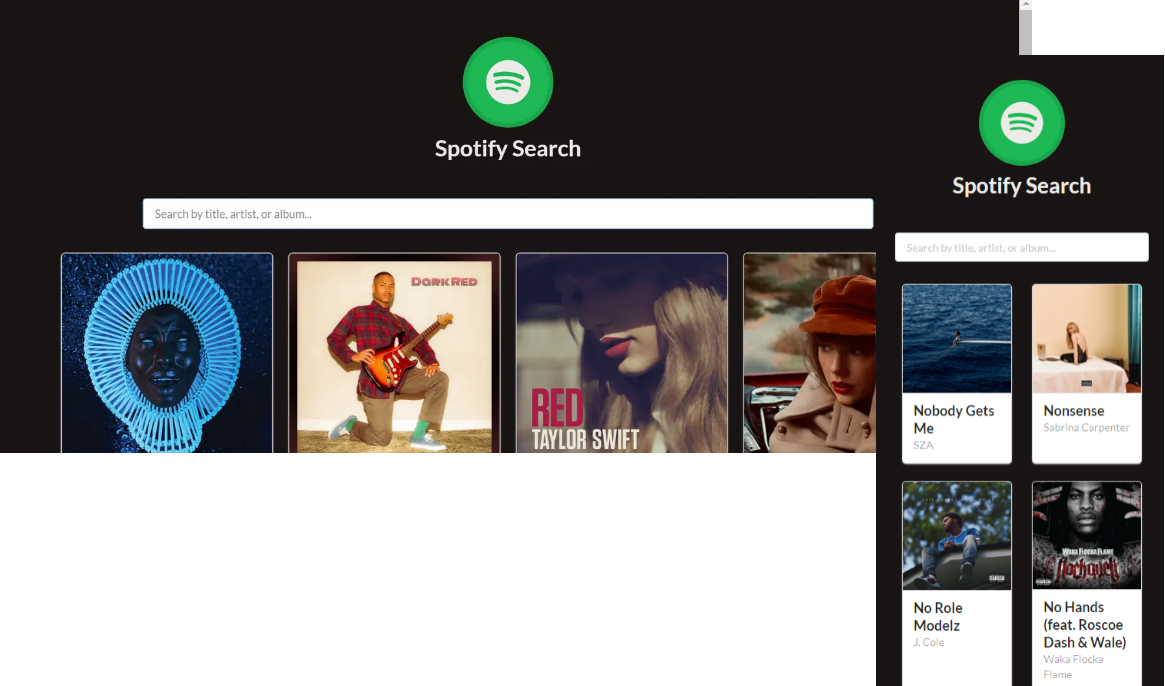 Spotify Search
Search by title, artist, or album...
DARK RED
RED
TAYLOR SWIFT
Spotify Search
Search by title, artist, or album...
Nobody Gets
Me
SZA
Nonsense
Sabrina Carpenter
No Role
Modelz
J. Cole
WAKA FLOCKA FLAME
Flockaveli
No Hands
(feat. Roscoe
Dash & Wale)
Waka Flocka
Flame